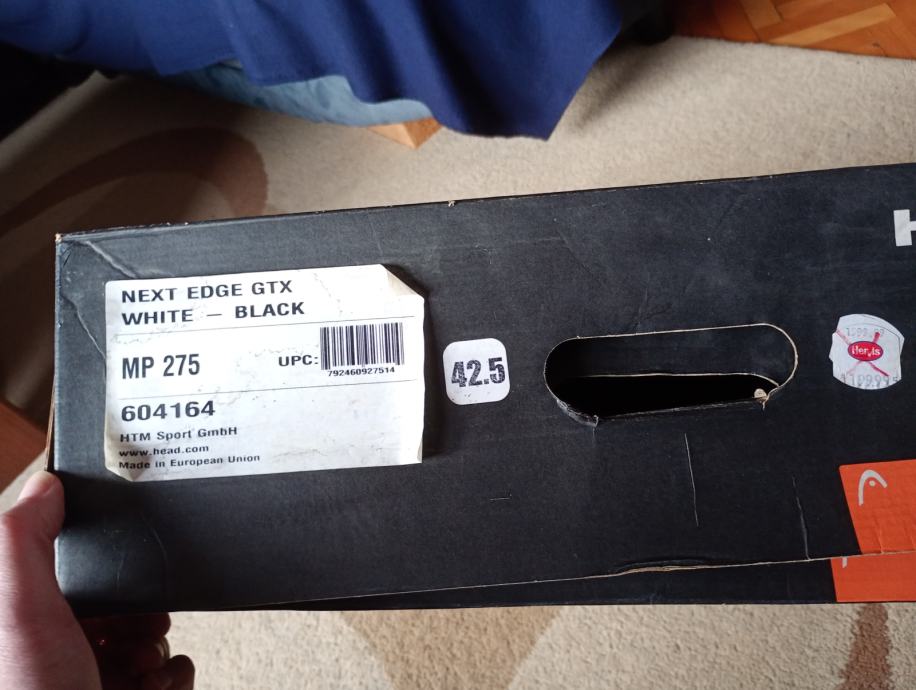 NEXT EDGE GTX
WHITE — BLACK
MP 275
UPC:
792460927514
604164
HTM Sport GmbH
www.head.com
Made in European Union
42.5
H
Hervis